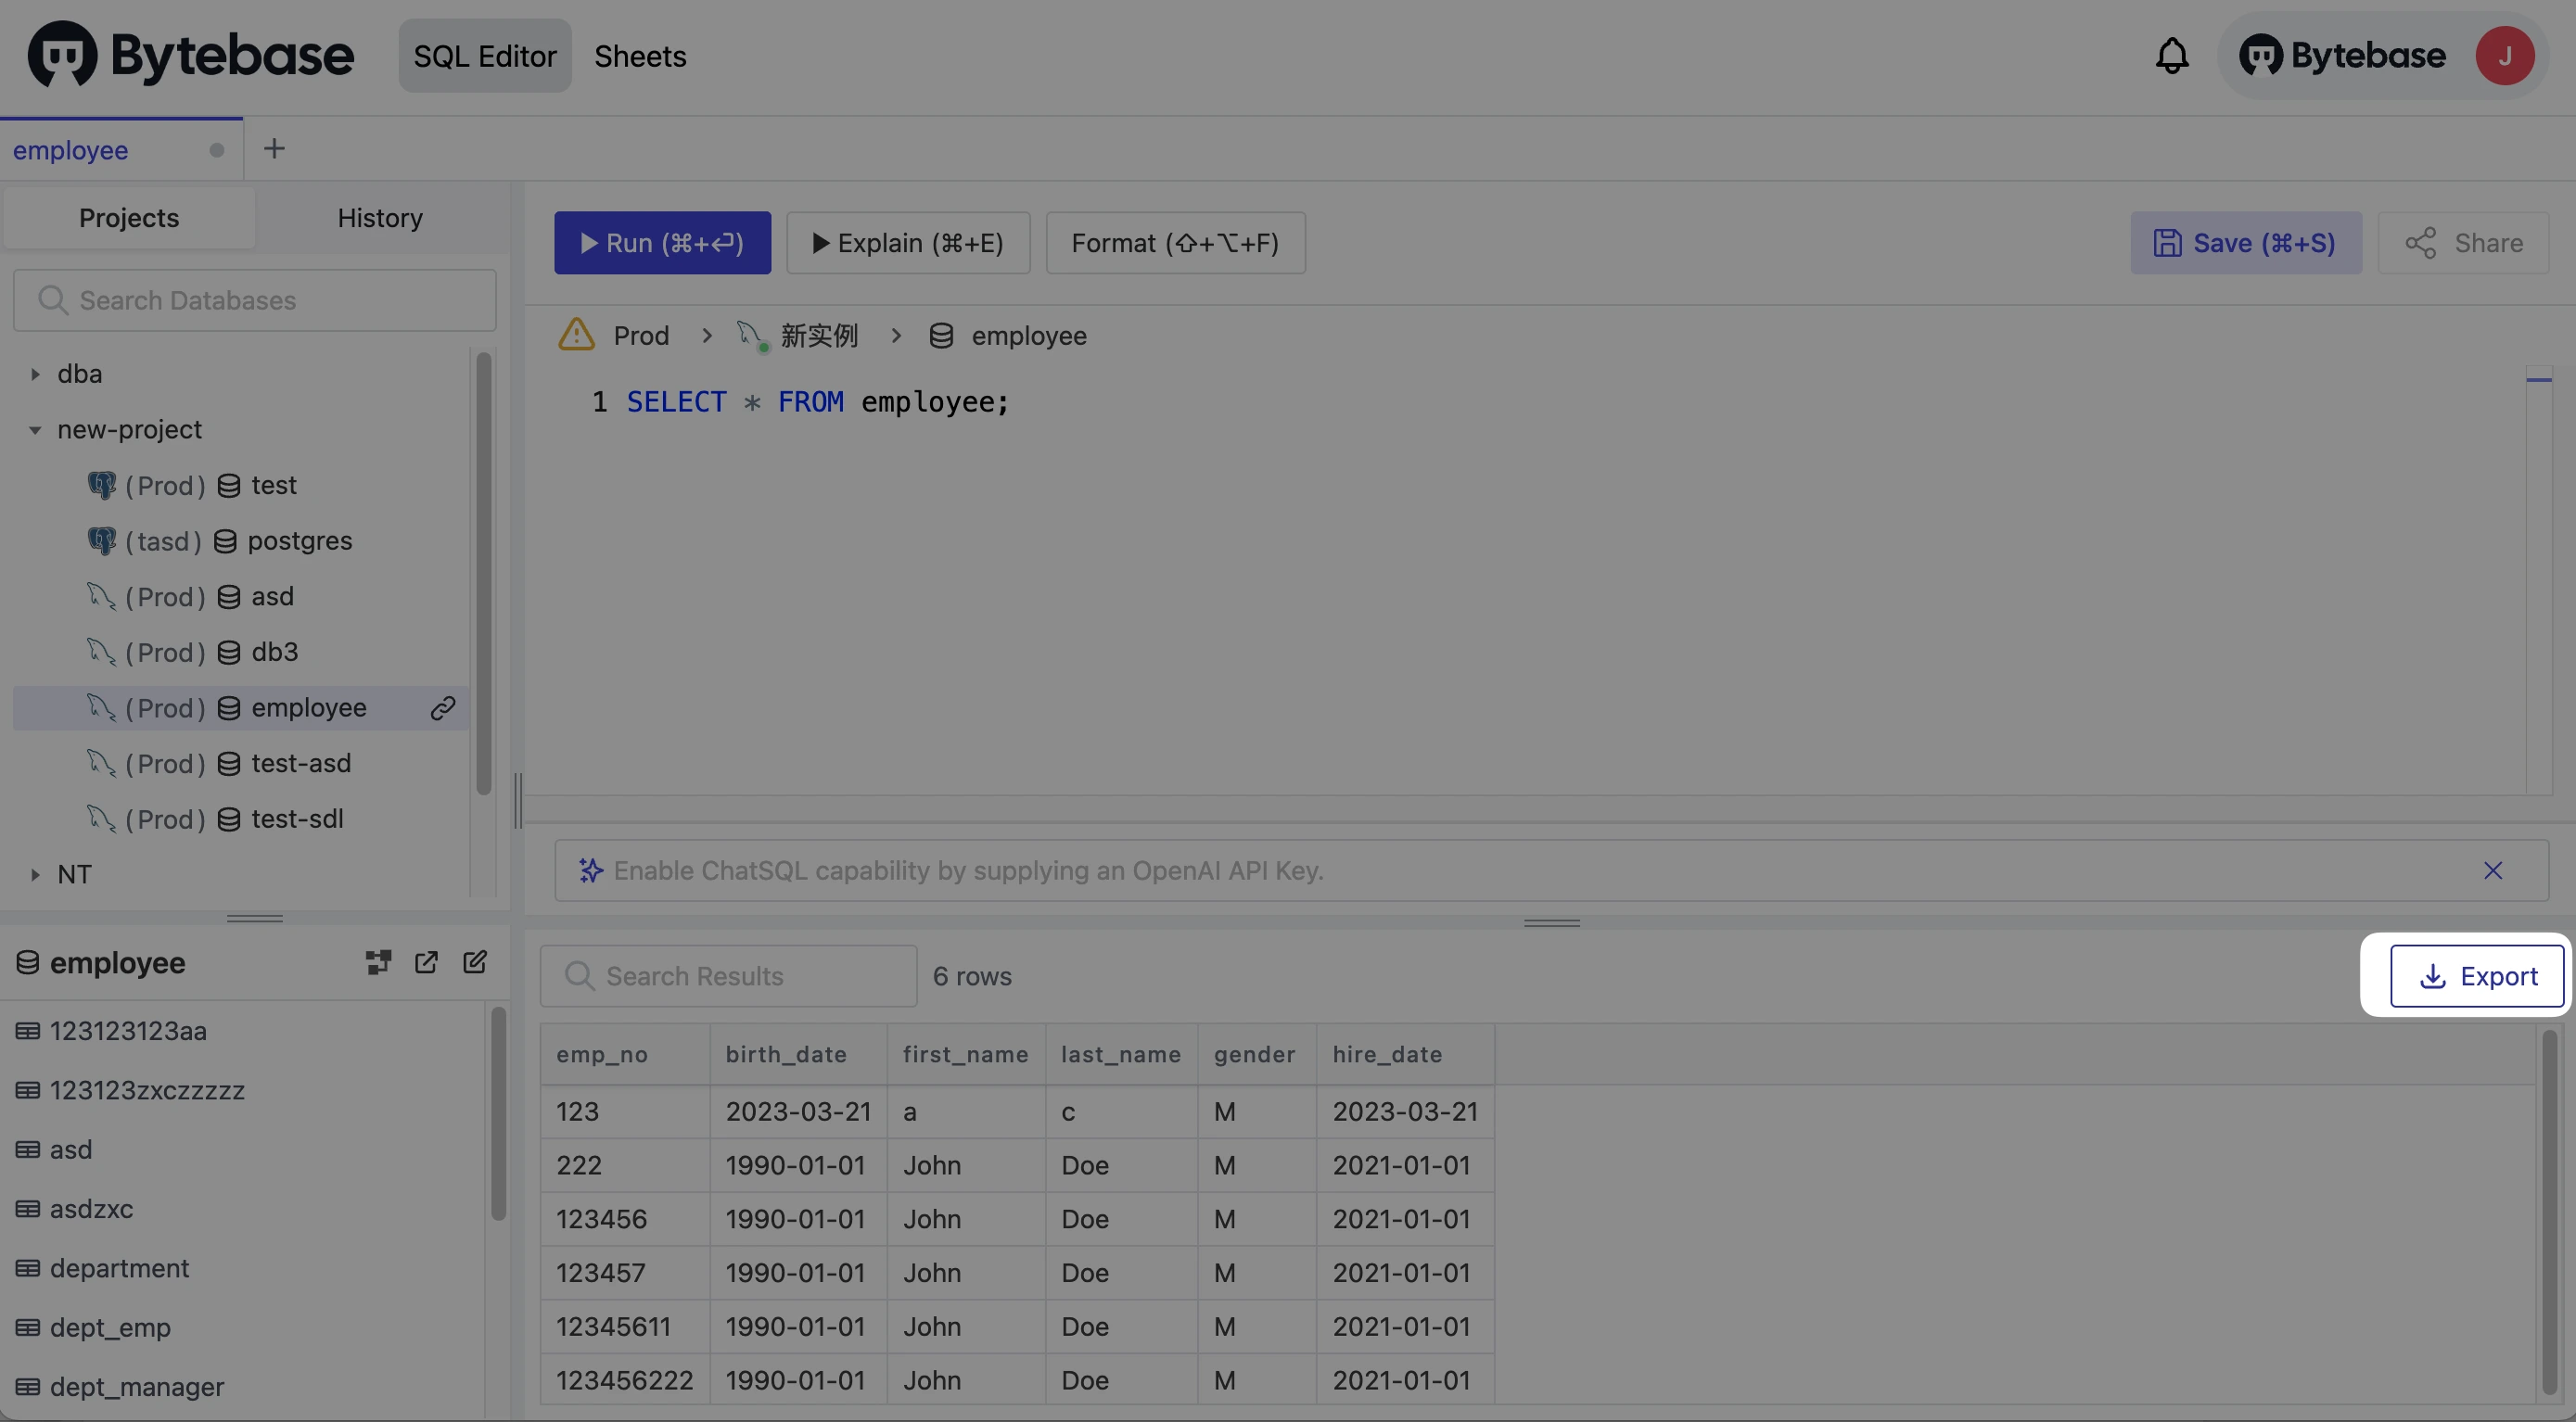 Bytebase SQL Editor Sheets Bytebase J
employee
Projects History
Search Databases
dba
new-project
(Prod) test
(tasd) postgres
(Prod) asd
(Prod) db3
(Prod) employee
(Prod) test-asd
(Prod) test-sdl
NT
employee
123123123aa
123123zxczzzzz
asd
asdzxc
department
dept_emp
dept_manager
Run (⌘+⏎) Explain (⌘+E) Format (⇧+⌥+F) Save (⌘+S) Share
Prod > 新实例 > employee
1 SELECT * FROM employee;
Enable ChatSQL capability by supplying an OpenAI API Key.
Search Results 6 rows Export
emp_no birth_date first_name last_name gender hire_date
123 2023-03-21 a c M 2023-03-21
222 1990-01-01 John Doe M 2021-01-01
123456 1990-01-01 John Doe M 2021-01-01
123457 1990-01-01 John Doe M 2021-01-01
12345611 1990-01-01 John Doe M 2021-01-01
123456222 1990-01-01 John Doe M 2021-01-01